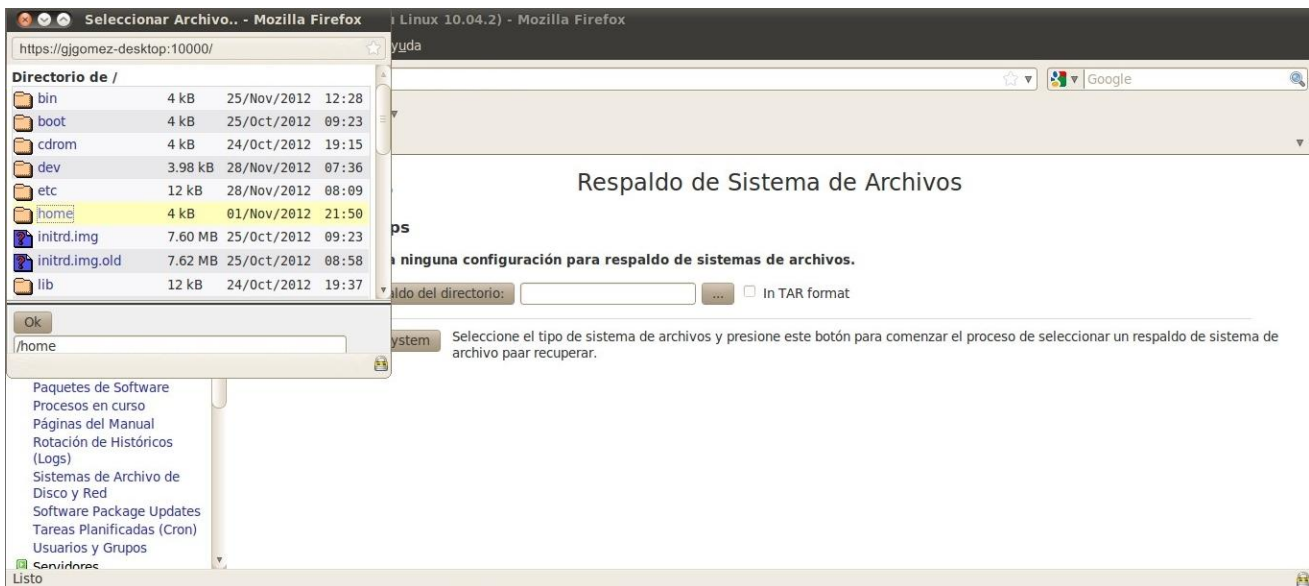 Seleccionar Archivo.. - Mozilla Firefox
Linux 10.04.2) - Mozilla Firefox
https://gjgomez-desktop:10000/
yuda
Google
Directorio de /
bin 4 kB 25/Nov/2012 12:28
boot 4 kB 25/Oct/2012 09:23
cdrom 4 kB 24/Oct/2012 19:15
dev 3.98 kB 28/Nov/2012 07:36
etc 12 kB 28/Nov/2012 08:09
home 4 kB 01/Nov/2012 21:50
initrd.img 7.60 MB 25/Oct/2012 09:23
initrd.img.old 7.62 MB 25/Oct/2012 08:58
lib 12 kB 24/Oct/2012 19:37
Ok
/home
Respaldo de Sistema de Archivos
ps
ninguna configuración para respaldo de sistemas de archivos.
aldo del directorio: ... In TAR format
ystem
Seleccione el tipo de sistema de archivos y presione este botón para comenzar el proceso de seleccionar un respaldo de sistema de
archivo paar recuperar.
Paquetes de Software
Procesos en curso
Páginas del Manual
Rotación de Históricos
(Logs)
Sistemas de Archivo de
Disco y Red
Software Package Updates
Tareas Planificadas (Cron)
Usuarios y Grupos
Servidores
Listo